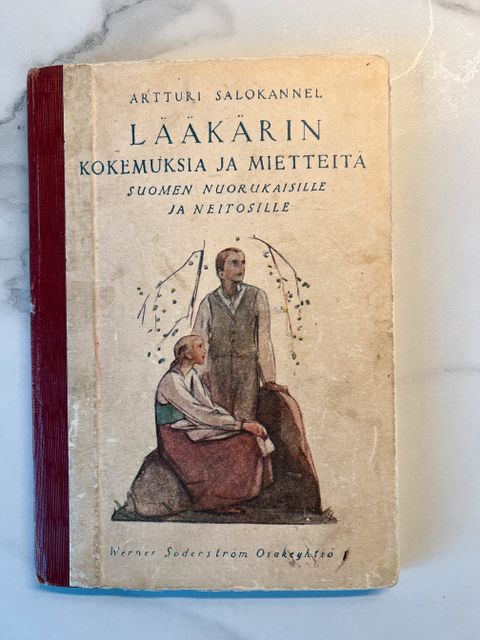 ARTTURI SALOKANNEL
LÄÄKÄRIN
KOKEMUKSIA JA MIETTEITÄ
SUOMEN NUORUKAISILLE
JA NEITOSILLE
Werner Söderström Osakeyhtiö